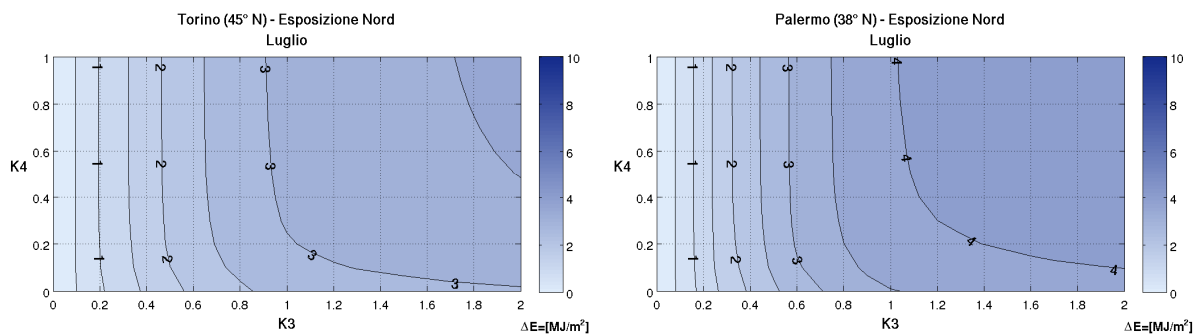 Torino (45° N) - Esposizione Nord
Luglio
1
0.8
0.6
0.4
0.2
0
K4
0 0.2 0.4 0.6 0.8 1 1.2 1.4 1.6 1.8 2
K3
1 2 3
1 2 3
1 2 3 3
10
8
6
4
2
0
ΔE=[MJ/m²]
Palermo (38° N) - Esposizione Nord
Luglio
1
0.8
0.6
0.4
0.2
0
K4
0 0.2 0.4 0.6 0.8 1 1.2 1.4 1.6 1.8 2
K3
1 2 3 4
1 2 3 4
1 2 3 4 4
10
8
6
4
2
0
ΔE=[MJ/m²]